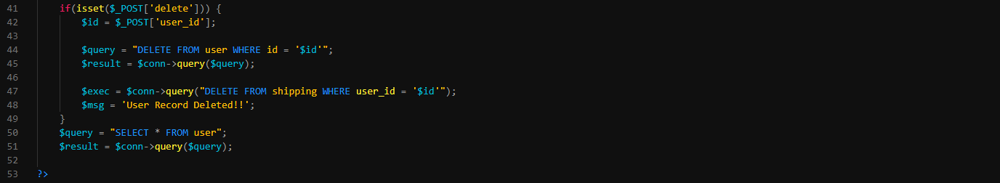 41 if(isset($_POST['delete'])) {
42 $id = $_POST['user_id'];
43
44 $query = "DELETE FROM user WHERE id = '$id'";
45 $result = $conn->query($query);
46
47 $exec = $conn->query("DELETE FROM shipping WHERE user_id = '$id'");
48 $msg = 'User Record Deleted!!';
49 }
50 $query = "SELECT * FROM user";
51 $result = $conn->query($query);
52
53 ?>